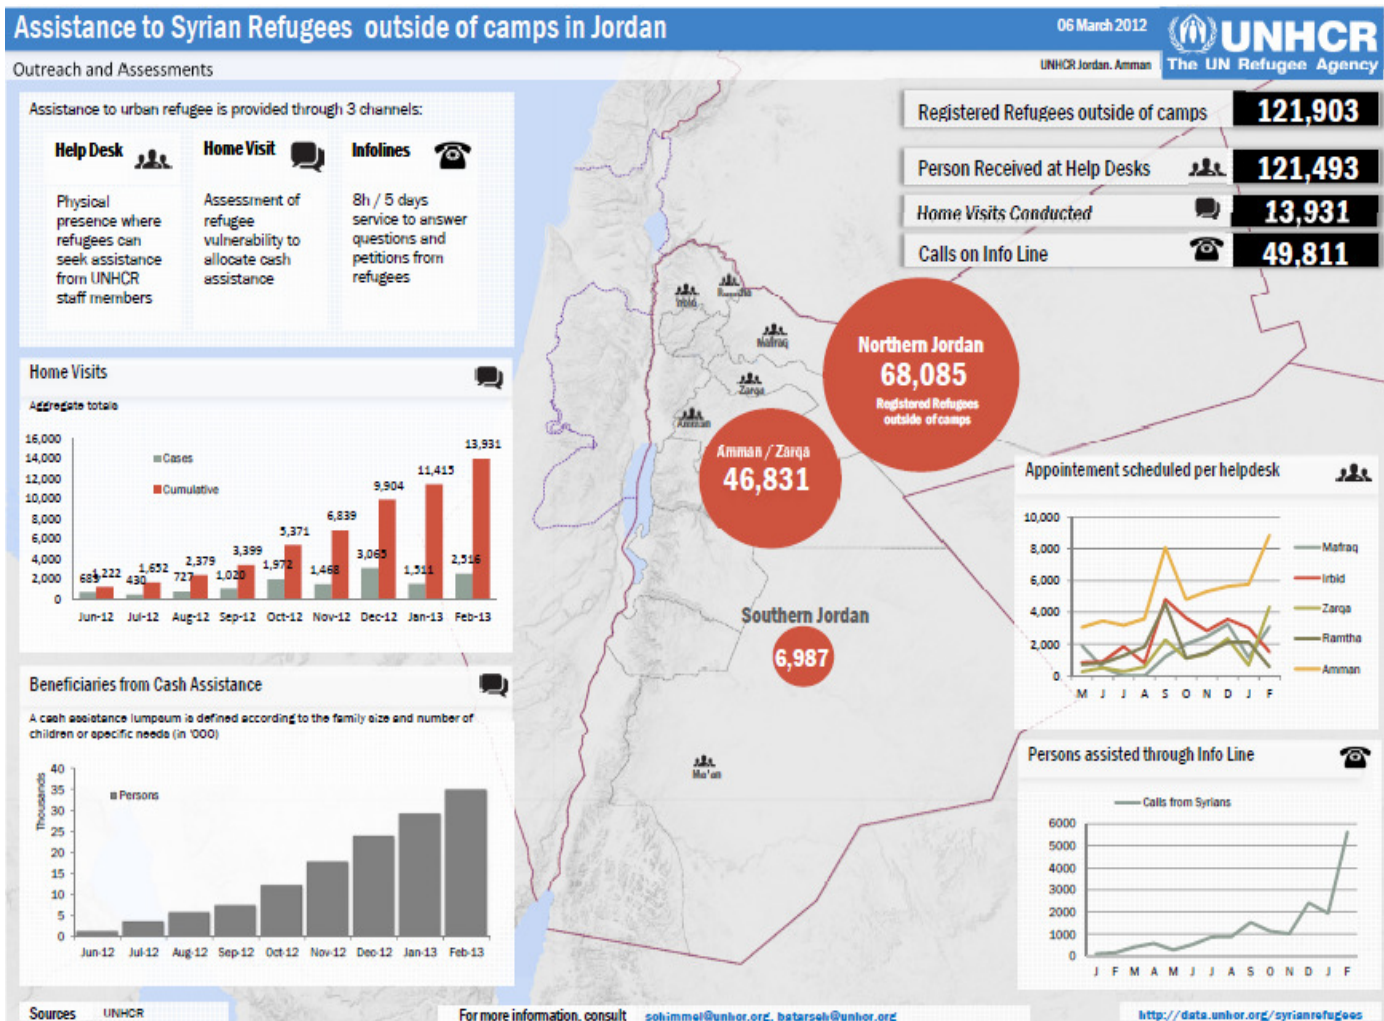 Assistance to Syrian Refugees outside of camps in Jordan
06 March 2012
UNHCR
The UN Refugee Agency
UNHCR Jordan. Amman
Outreach and Assessments
Assistance to urban refugee is provided through 3 channels:
Help Desk
Physical
presence where
refugees can
seek assistance
from UNHCR
staff members
Home Visit
Assessment of
refugee
vulnerability to
allocate cash
assistance
Infolines
8h / 5 days
service to answer
questions and
petitions from
refugees
Registered Refugees outside of camps 121,903
Person Received at Help Desks 121,493
Home Visits Conducted 13,931
Calls on Info Line 49,811
Irbid
Ramtha
Mafraq
Zarqa
Amman
Northern Jordan
68,085
Registered Refugees
outside of camps
Amman / Zarqa
46,831
Southern Jordan
6,987
Ma'an
Home Visits
Aggregate totals
16,000
14,000
12,000
10,000
8,000
6,000
4,000
2,000
0
Cases
Cumulative
689 1,222 430 1,652 727 2,379 1,020 3,399 1,972 5,371 1,468 6,839 3,065 9,904 1,511 11,415 2,516 13,931
Jun-12 Jul-12 Aug-12 Sep-12 Oct-12 Nov-12 Dec-12 Jan-13 Feb-13
Beneficiaries from Cash Assistance
A cash assistance lumpsum is defined according to the family size and number of
children or specific needs (in '000)
Thousands
40
35
30
25
20
15
10
5
0
Persons
Jun-12 Jul-12 Aug-12 Sep-12 Oct-12 Nov-12 Dec-12 Jan-13 Feb-13
Appointement scheduled per helpdesk
10,000
8,000
6,000
4,000
2,000
0
M J J A S O N D J F
Mafraq
Irbid
Zarqa
Ramtha
Amman
Persons assisted through Info Line
Calls from Syrians
6000
5000
4000
3000
2000
1000
0
J F M A M J J A S O N D J F
Sources UNHCR
For more information, consult sohimmel@unhcr.org, batarseh@unhcr.org
http://data.unhcr.org/syrianrefugees